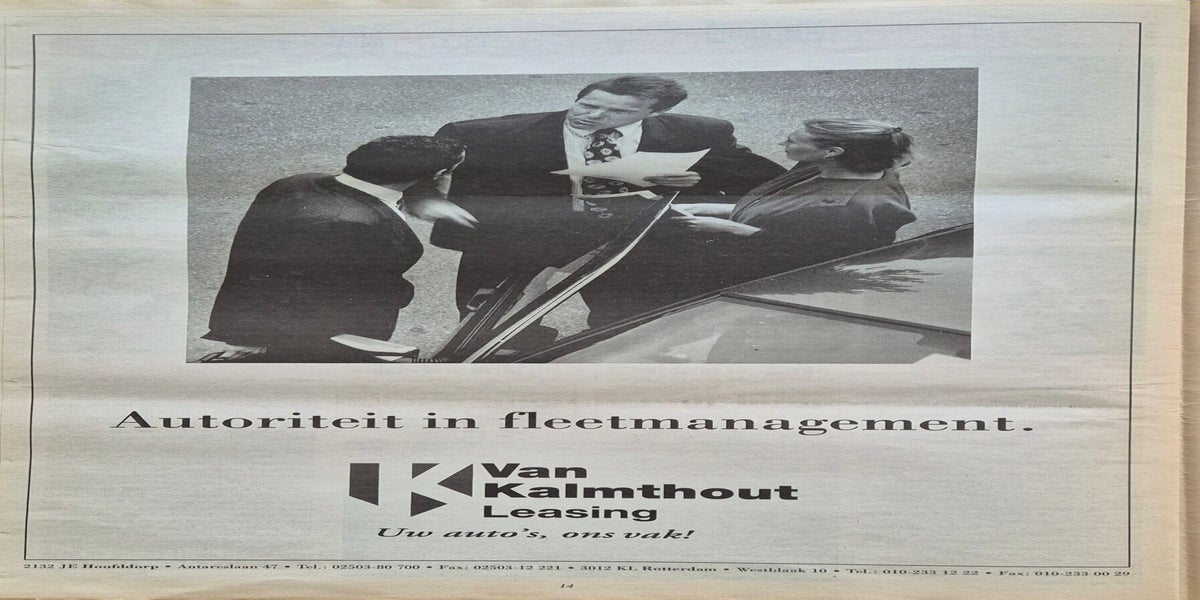 Autoriteit in fleetmanagement.
Van
Kalmthout
Leasing
Uw auto's, ons vak!
2132 JE Hoofddorp • Antareslaan 47 • Tel.: 02503-80 700 • Fax: 02503-12 221 • 3012 KL Rotterdam • Westblaak 10 • Tel.: 010-233 12 22 • Fax: 010-233 00 29
14